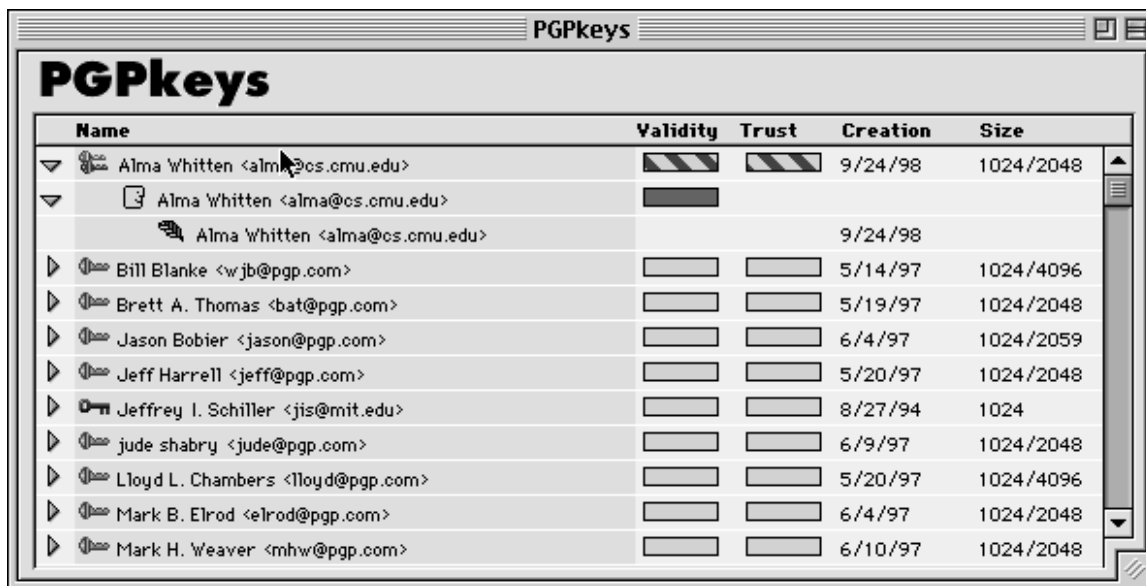 PGPkeys
PGPkeys
Name Validity Trust Creation Size
Alma Whitten <alma@cs.cmu.edu> 9/24/98 1024/2048
Alma Whitten <alma@cs.cmu.edu>
Alma Whitten <alma@cs.cmu.edu> 9/24/98
Bill Blanke <wjb@pgp.com> 5/14/97 1024/4096
Brett A. Thomas <bat@pgp.com> 5/19/97 1024/2048
Jason Bobier <jason@pgp.com> 6/4/97 1024/2059
Jeff Harrell <jeff@pgp.com> 5/20/97 1024/2048
Jeffrey I. Schiller <jis@mit.edu> 8/27/94 1024
jude shabry <jude@pgp.com> 6/9/97 1024/2048
Lloyd L. Chambers <lloyd@pgp.com> 5/20/97 1024/4096
Mark B. Elrod <elrod@pgp.com> 6/4/97 1024/2048
Mark H. Weaver <mhw@pgp.com> 6/10/97 1024/2048